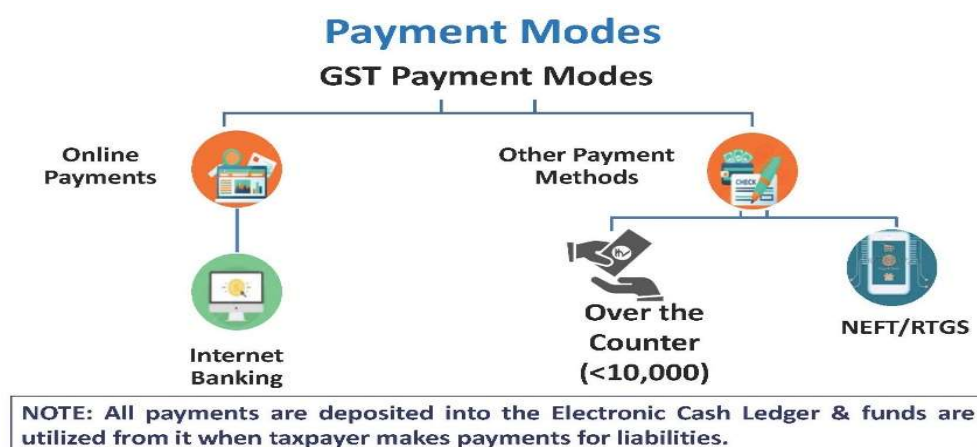 Payment Modes
GST Payment Modes
Online
Payments
Other Payment
Methods
CHECK
Internet
Banking
Over the
Counter
(<10,000)
NEFT/RTGS
NOTE: All payments are deposited into the Electronic Cash Ledger & funds are
utilized from it when taxpayer makes payments for liabilities.